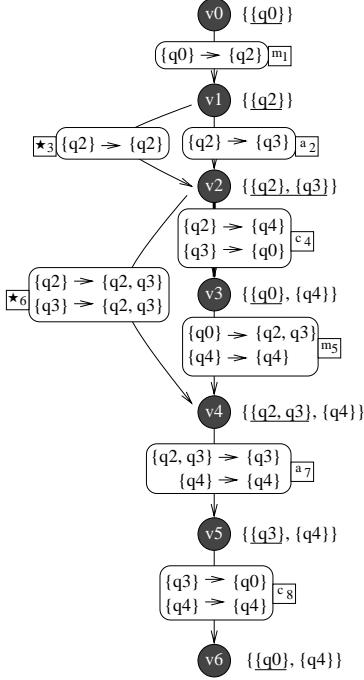 v0 {{q0}}
{q0} → {q2} m1
v1 {{q2}}
★3 {q2} → {q2} {q2} → {q3} a2
v2 {{q2}, {q3}}
{q2} → {q4}
{q3} → {q0} c4
{q2} → {q2, q3}
{q3} → {q2, q3} ★6
v3 {{q0}, {q4}}
{q0} → {q2, q3}
{q4} → {q4} m5
v4 {{q2, q3}, {q4}}
{q2, q3} → {q3}
{q4} → {q4} a7
v5 {{q3}, {q4}}
{q3} → {q0}
{q4} → {q4} c8
v6 {{q0}, {q4}}